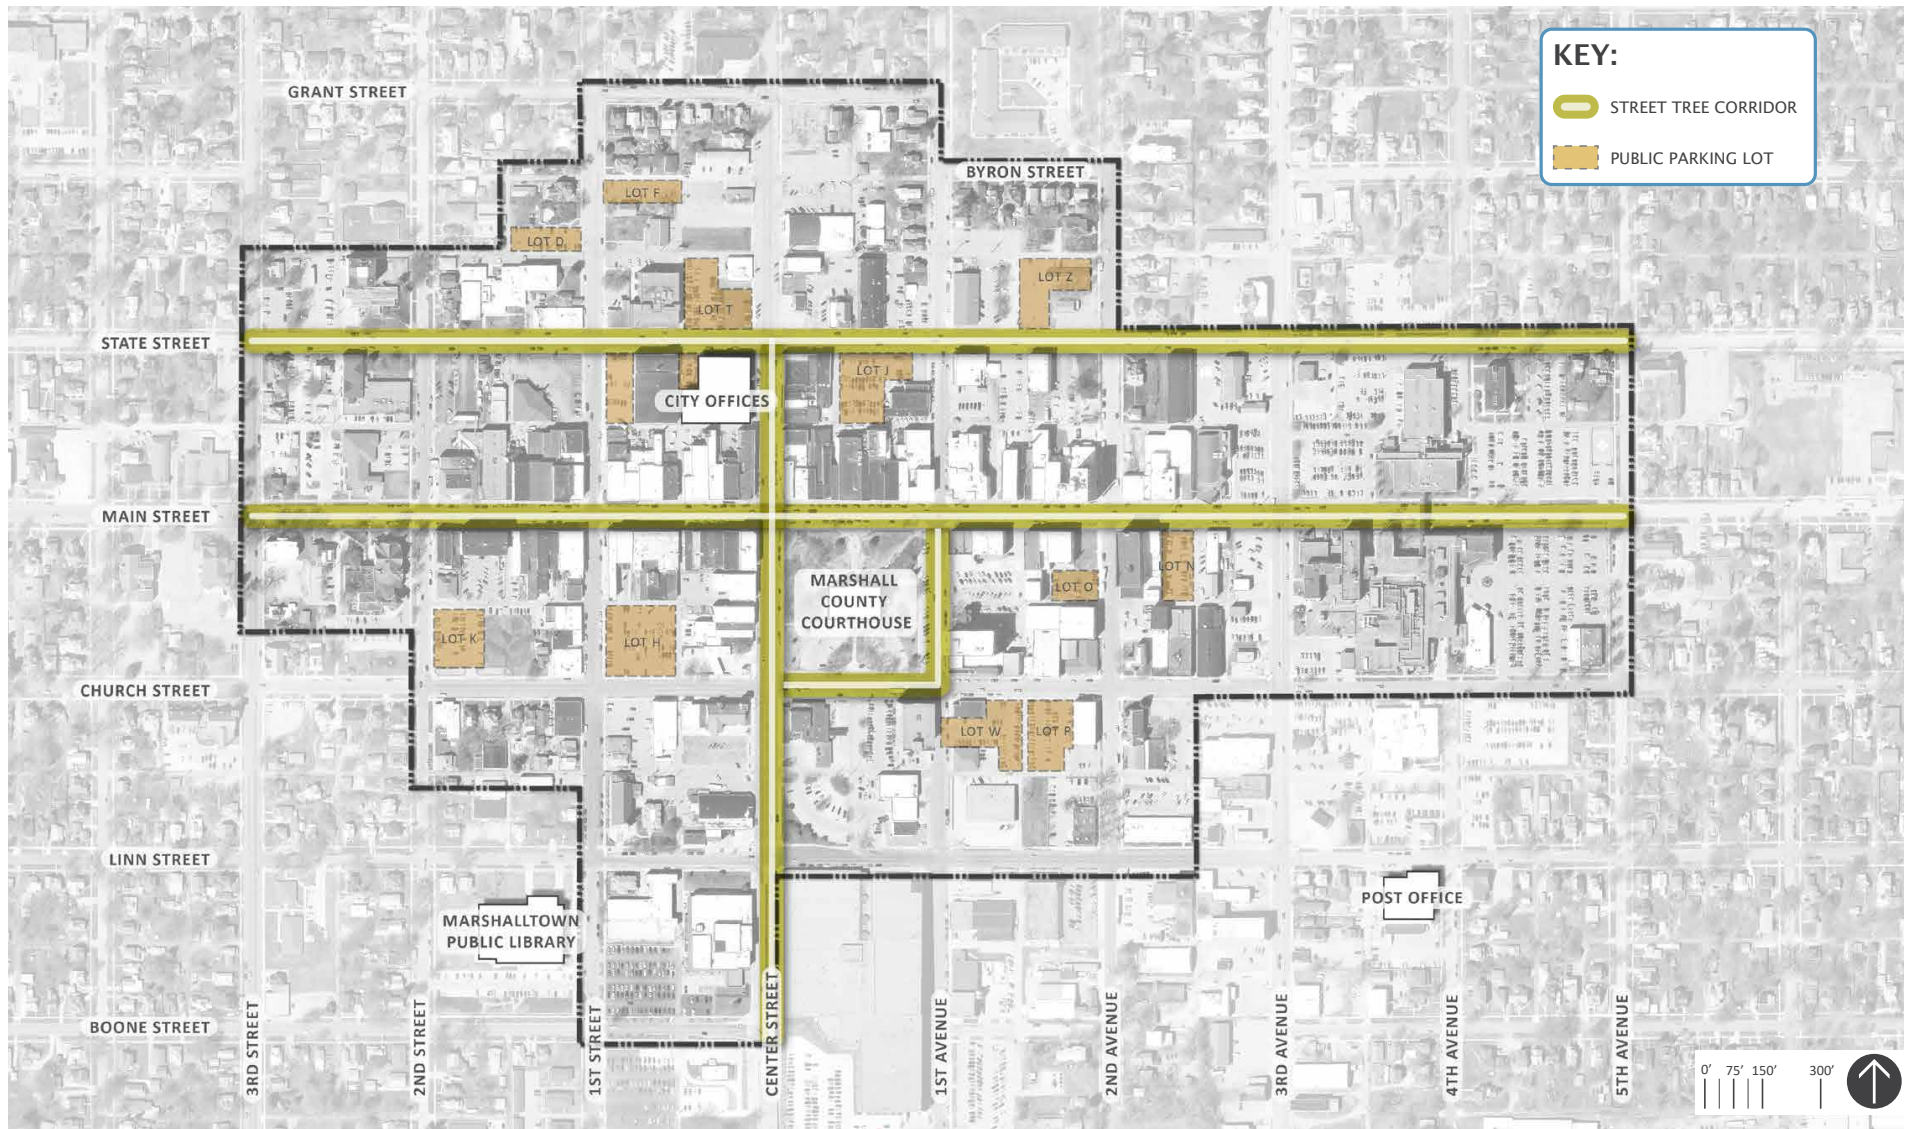 KEY:
STREET TREE CORRIDOR
PUBLIC PARKING LOT
GRANT STREET
BYRON STREET
LOT F
LOT D
LOT Z
LOT T
STATE STREET
LOT J
CITY OFFICES
MAIN STREET
MARSHALL
COUNTY
COURTHOUSE
LOT N
LOT O
LOT K
LOT H
CHURCH STREET
LOT W
LOT P
LINN STREET
POST OFFICE
MARSHALLTOWN
PUBLIC LIBRARY
BOONE STREET
3RD STREET
2ND STREET
1ST STREET
CENTER STREET
1ST AVENUE
2ND AVENUE
3RD AVENUE
4TH AVENUE
5TH AVENUE
0' 75' 150' 300'